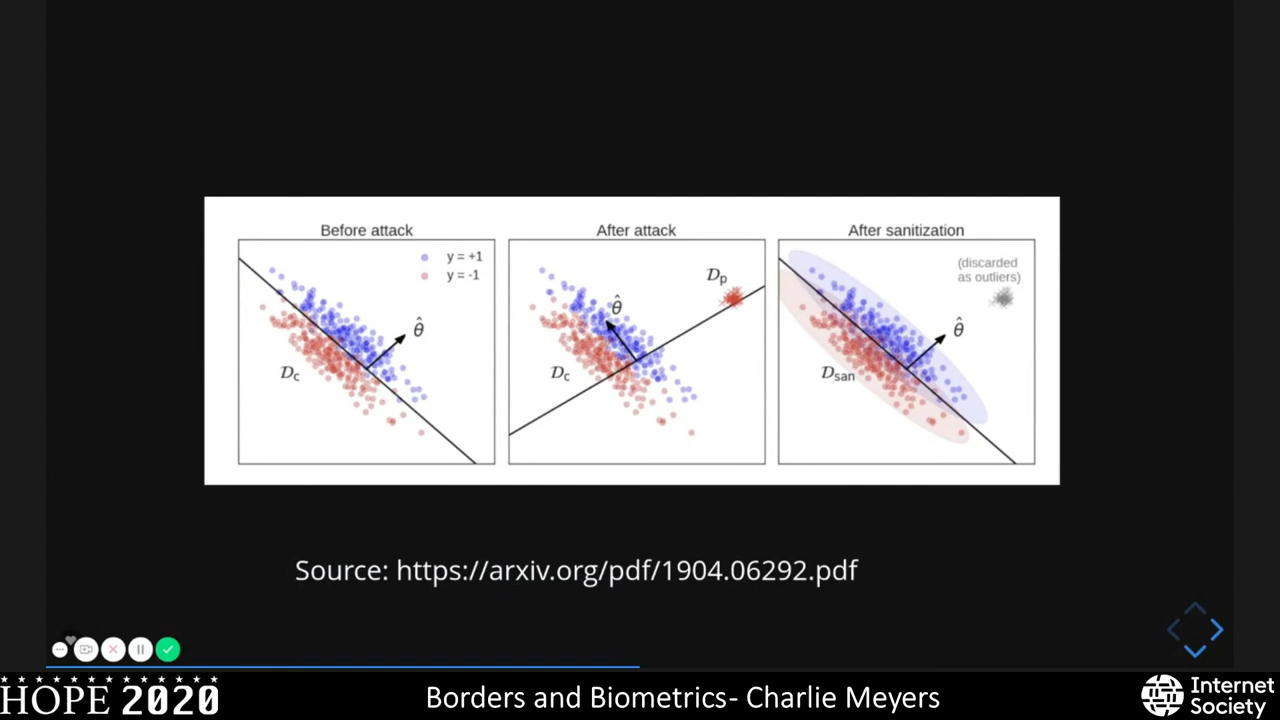 Before attack
y = +1
y = -1
θ̂
𝒟c
After attack
𝒟p
θ̂
𝒟c
After sanitization
(discarded
as outliers)
θ̂
𝒟san
Source: https://arxiv.org/pdf/1904.06292.pdf
HOPE 2020
Borders and Biometrics- Charlie Meyers
Internet
Society